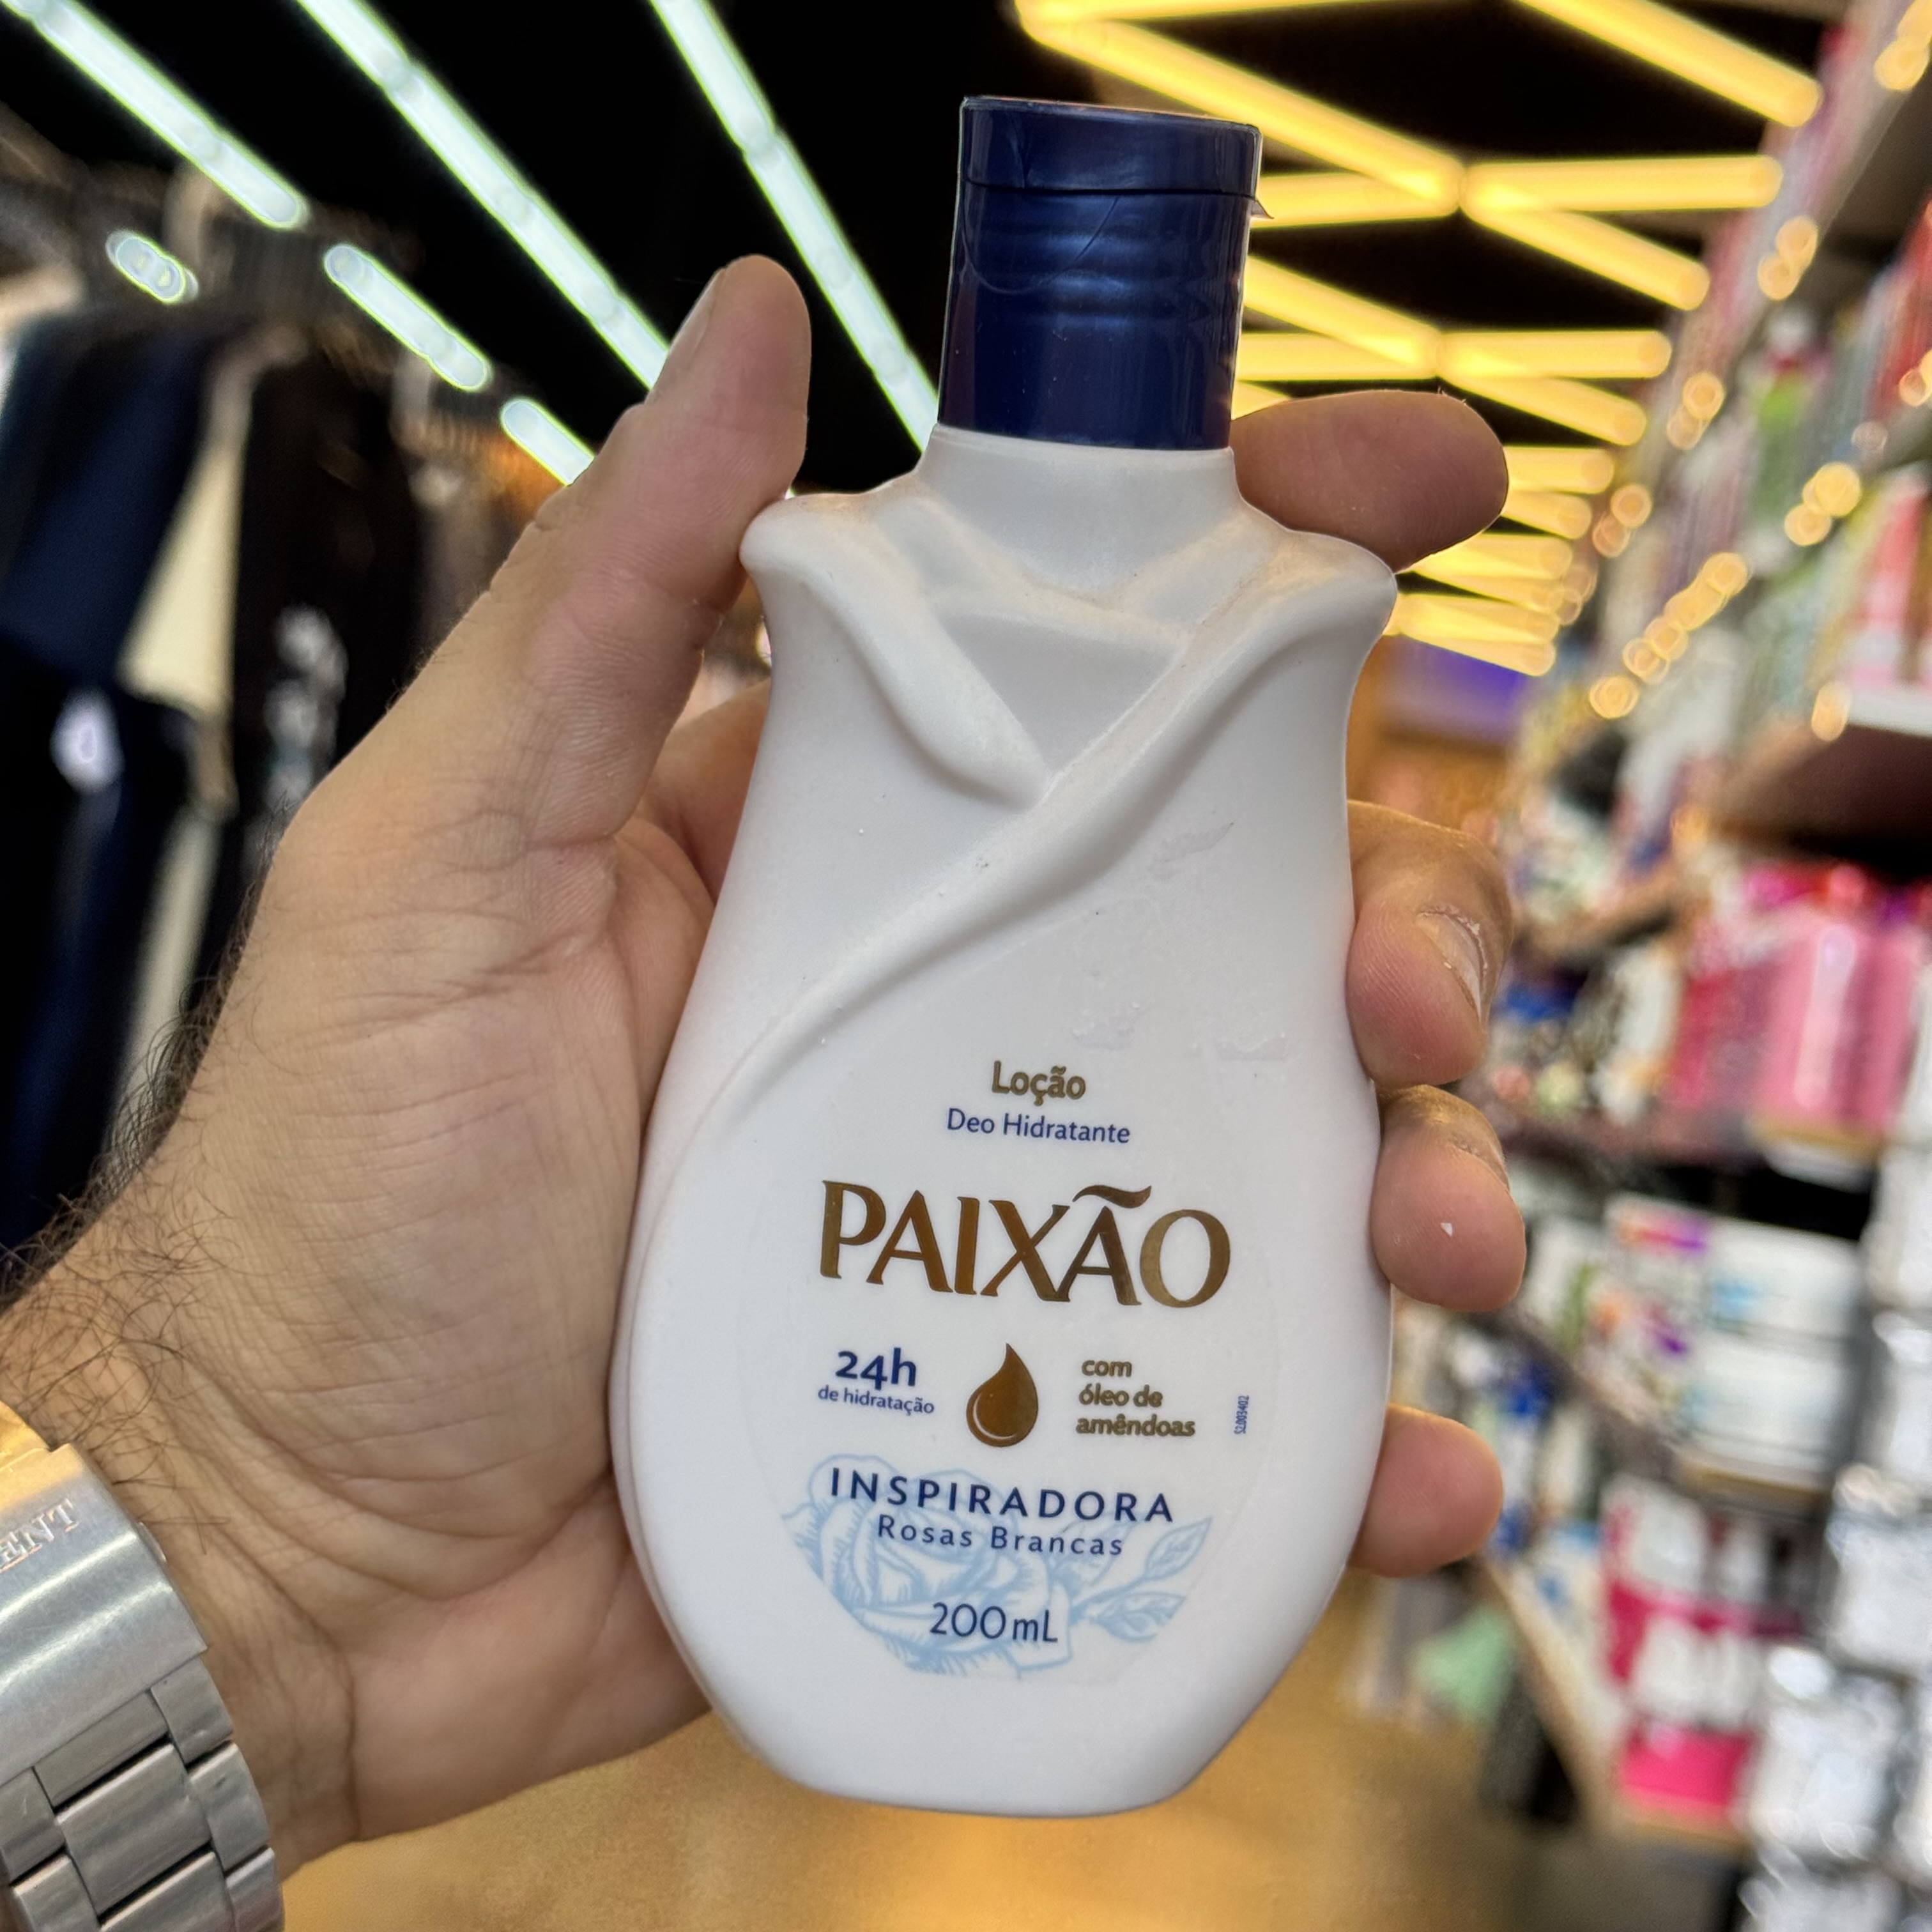 Loção
Deo Hidratante
PAIXÃO
24h
de hidratação
com
óleo de
amêndoas
INSPIRADORA
Rosas Brancas
200mL